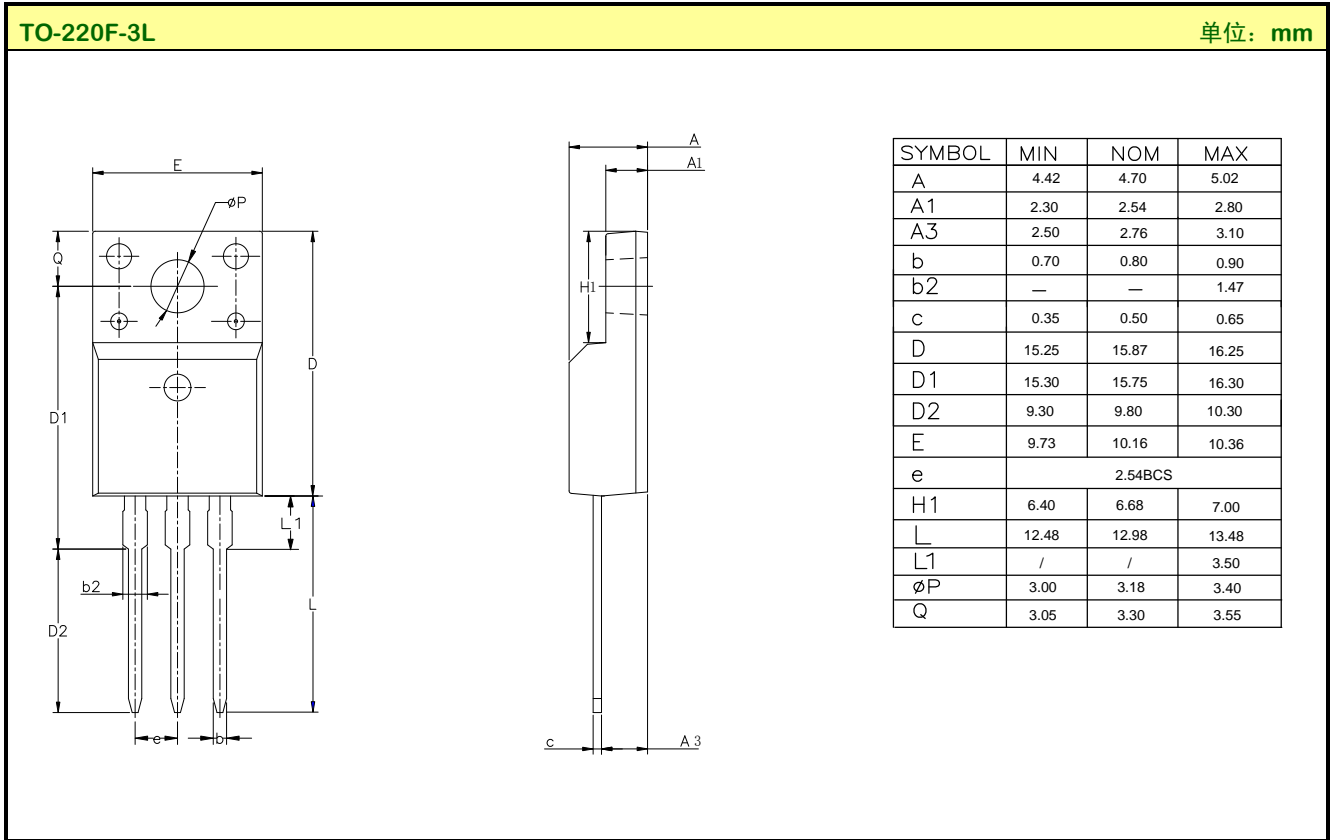 TO-220F-3L 单位：mm
E
øP
Q
D
D1
L1
b2
L
D2
e
b
A
A1
H1
c
A3
SYMBOL MIN NOM MAX
A 4.42 4.70 5.02
A1 2.30 2.54 2.80
A3 2.50 2.76 3.10
b 0.70 0.80 0.90
b2 — — 1.47
c 0.35 0.50 0.65
D 15.25 15.87 16.25
D1 15.30 15.75 16.30
D2 9.30 9.80 10.30
E 9.73 10.16 10.36
e 2.54BCS
H1 6.40 6.68 7.00
L 12.48 12.98 13.48
L1 / / 3.50
øP 3.00 3.18 3.40
Q 3.05 3.30 3.55